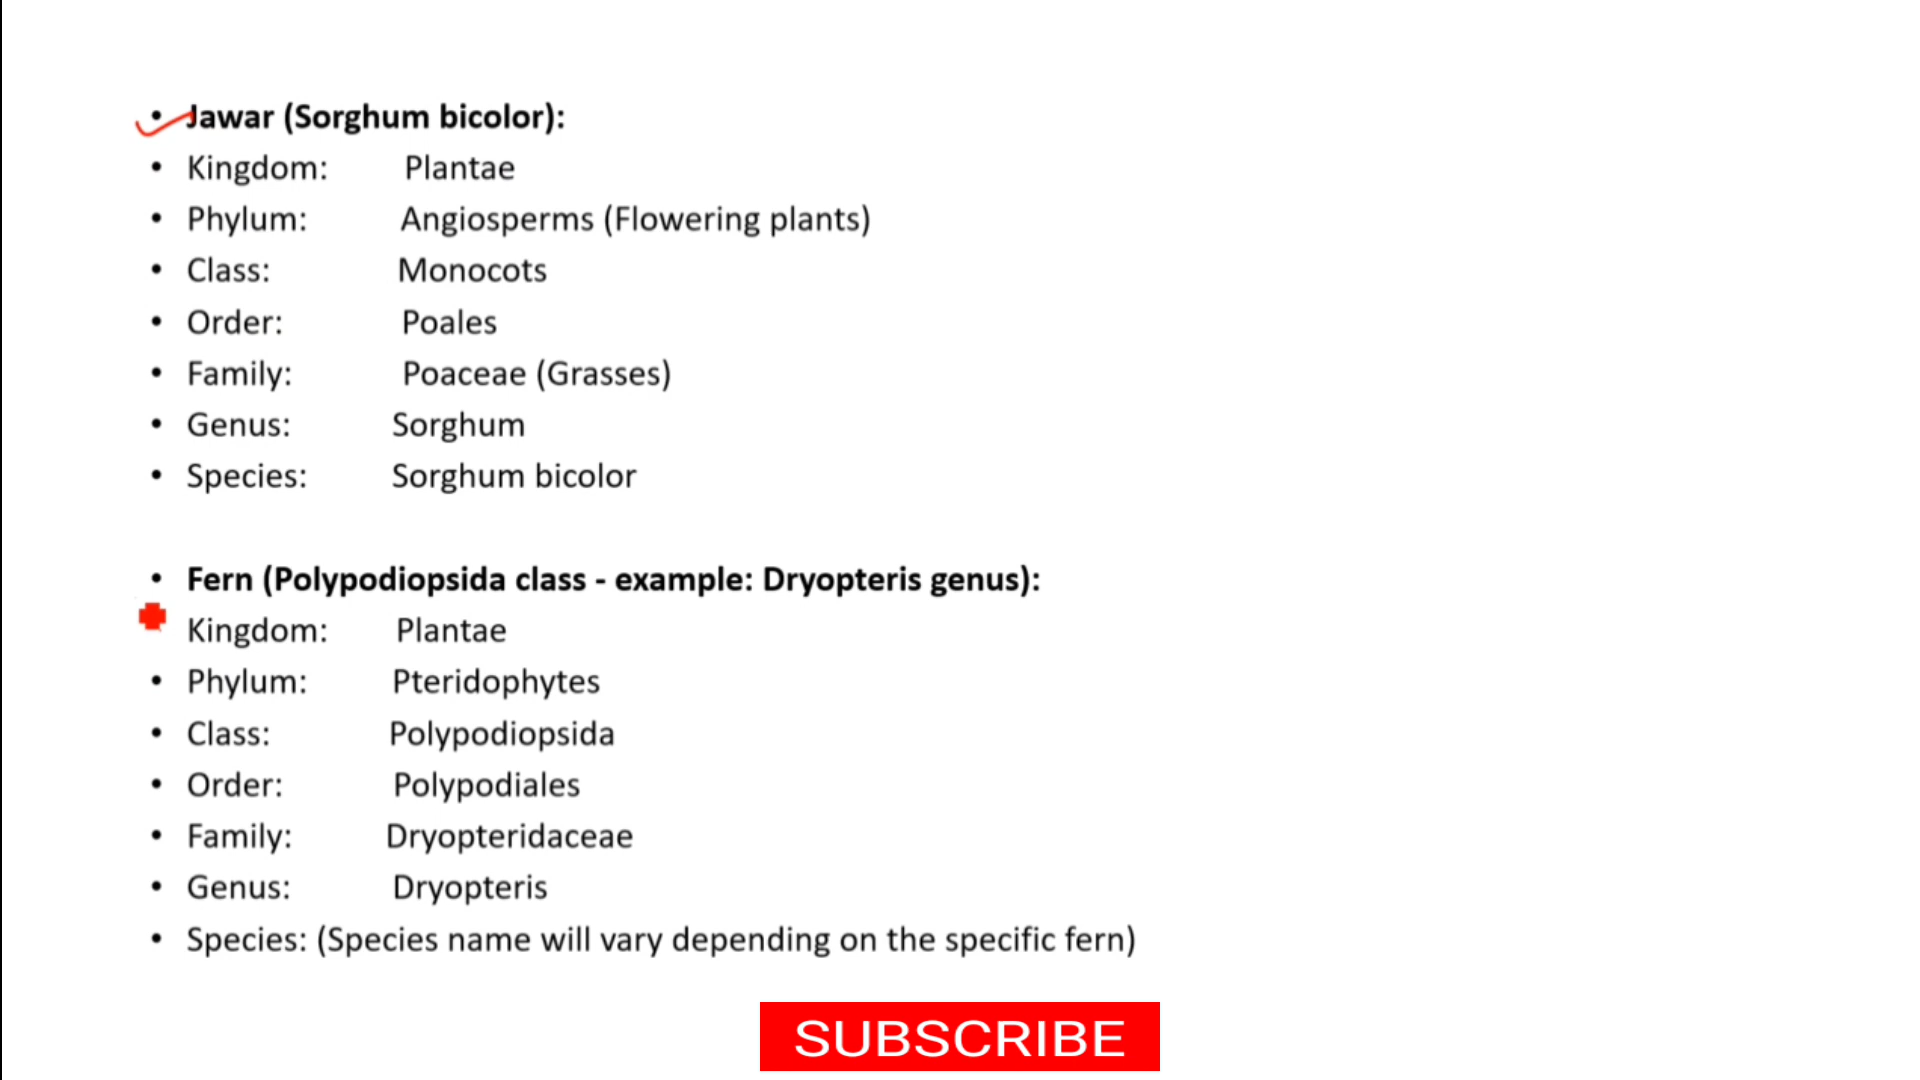 • Jawar (Sorghum bicolor):
• Kingdom: Plantae
• Phylum: Angiosperms (Flowering plants)
• Class: Monocots
• Order: Poales
• Family: Poaceae (Grasses)
• Genus: Sorghum
• Species: Sorghum bicolor
• Fern (Polypodiopsida class - example: Dryopteris genus):
Kingdom: Plantae
• Phylum: Pteridophytes
• Class: Polypodiopsida
• Order: Polypodiales
• Family: Dryopteridaceae
• Genus: Dryopteris
• Species: (Species name will vary depending on the specific fern)
SUBSCRIBE